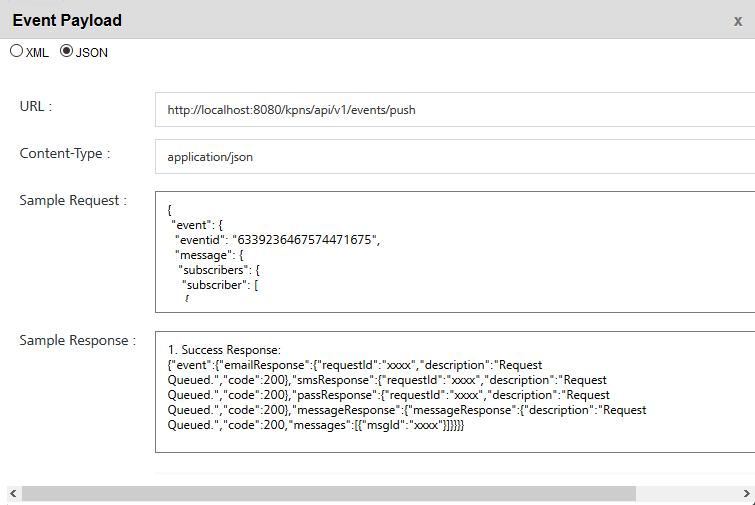 Event Payload x
XML JSON
URL : http://localhost:8080/kpns/api/v1/events/push
Content-Type : application/json
Sample Request :
{
"event": {
"eventid": "6339236467574471675",
"message": {
"subscribers": {
"subscriber": [
{
Sample Response :
1. Success Response:
{"event":{"emailResponse":{"requestId":"xxxx","description":"Request
Queued.","code":200},"smsResponse":{"requestId":"xxxx","description":"Request
Queued.","code":200},"passResponse":{"requestId":"xxxx","description":"Request
Queued.","code":200},"messageResponse":{"messageResponse":{"description":"Request
Queued.","code":200,"messages":[{"msgId":"xxxx"}]}}}}